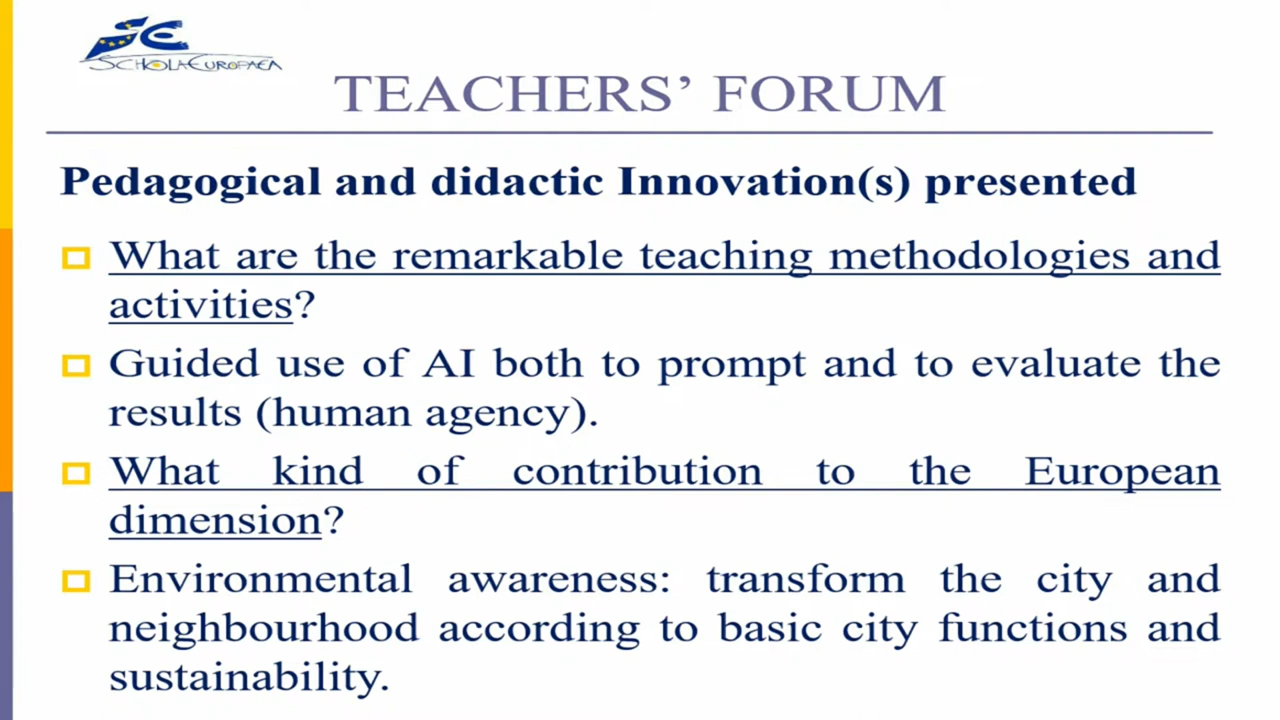 SE
SCHOLA EUROPAEA
TEACHERS’ FORUM
Pedagogical and didactic Innovation(s) presented
What are the remarkable teaching methodologies and
activities?
Guided use of AI both to prompt and to evaluate the
results (human agency).
What kind of contribution to the European
dimension?
Environmental awareness: transform the city and
neighbourhood according to basic city functions and
sustainability.